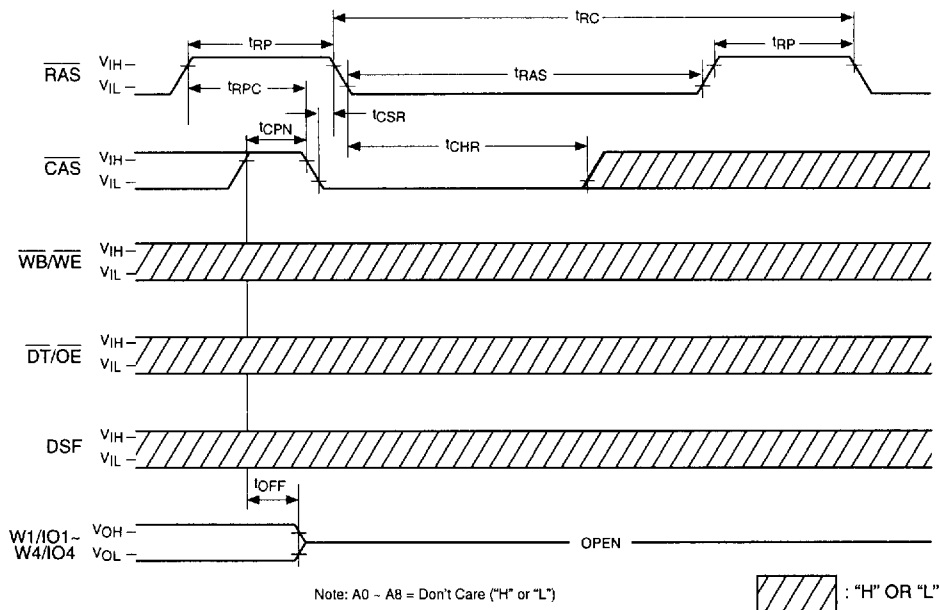 tRC
tRP
tRP
RAS
VIH
VIL
tRAS
tRPC
tCSR
tCPN
tCHR
CAS
VIH
VIL
WB/WE
VIH
VIL
DT/OE
VIH
VIL
DSF
VIH
VIL
tOFF
W1/IO1~
W4/IO4
VOH
VOL
OPEN
Note: A0 ~ A8 = Don't Care ("H" or "L")
: "H" OR "L"